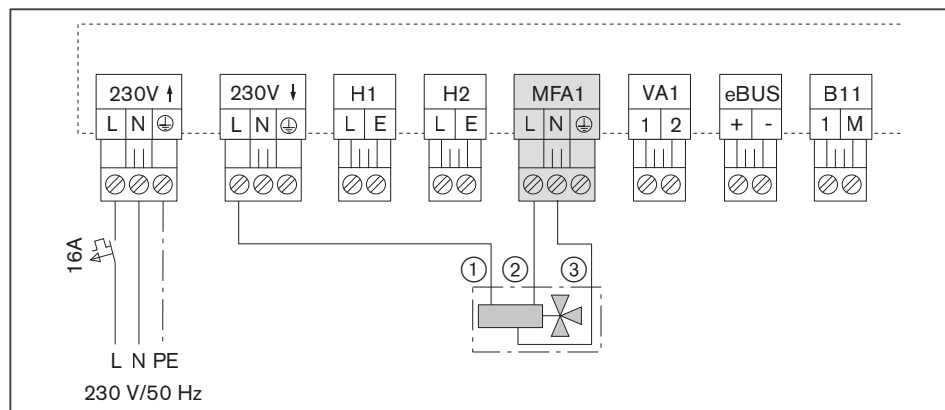 230V ↑ 230V ↓ H1 H2 MFA1 VA1 eBUS B11
L N ⏚ L N ⏚ L E L E L N ⏚ 1 2 + - 1 M
16A
① ② ③
L N PE
230 V/50 Hz